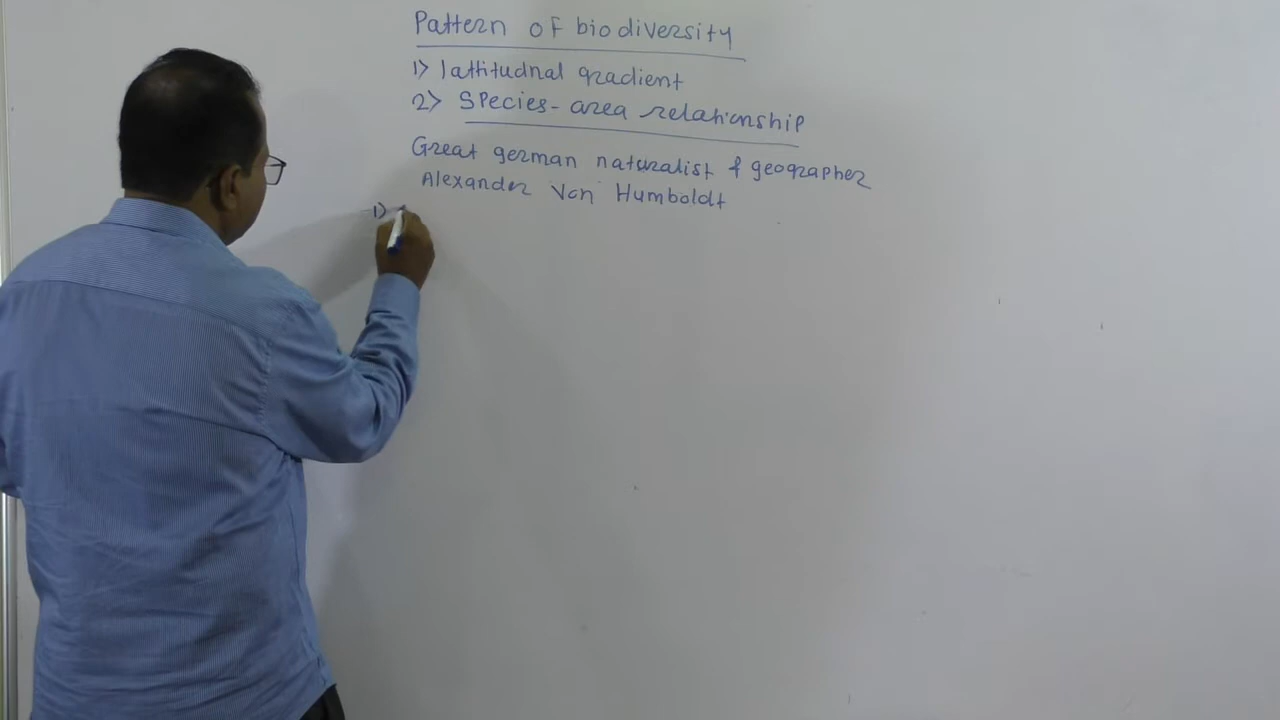 Pattern of biodiversity
1) lattitudnal gradient
2) Species-area relationship
Great german naturalist & geographer
Alexander Von Humboldt
1)